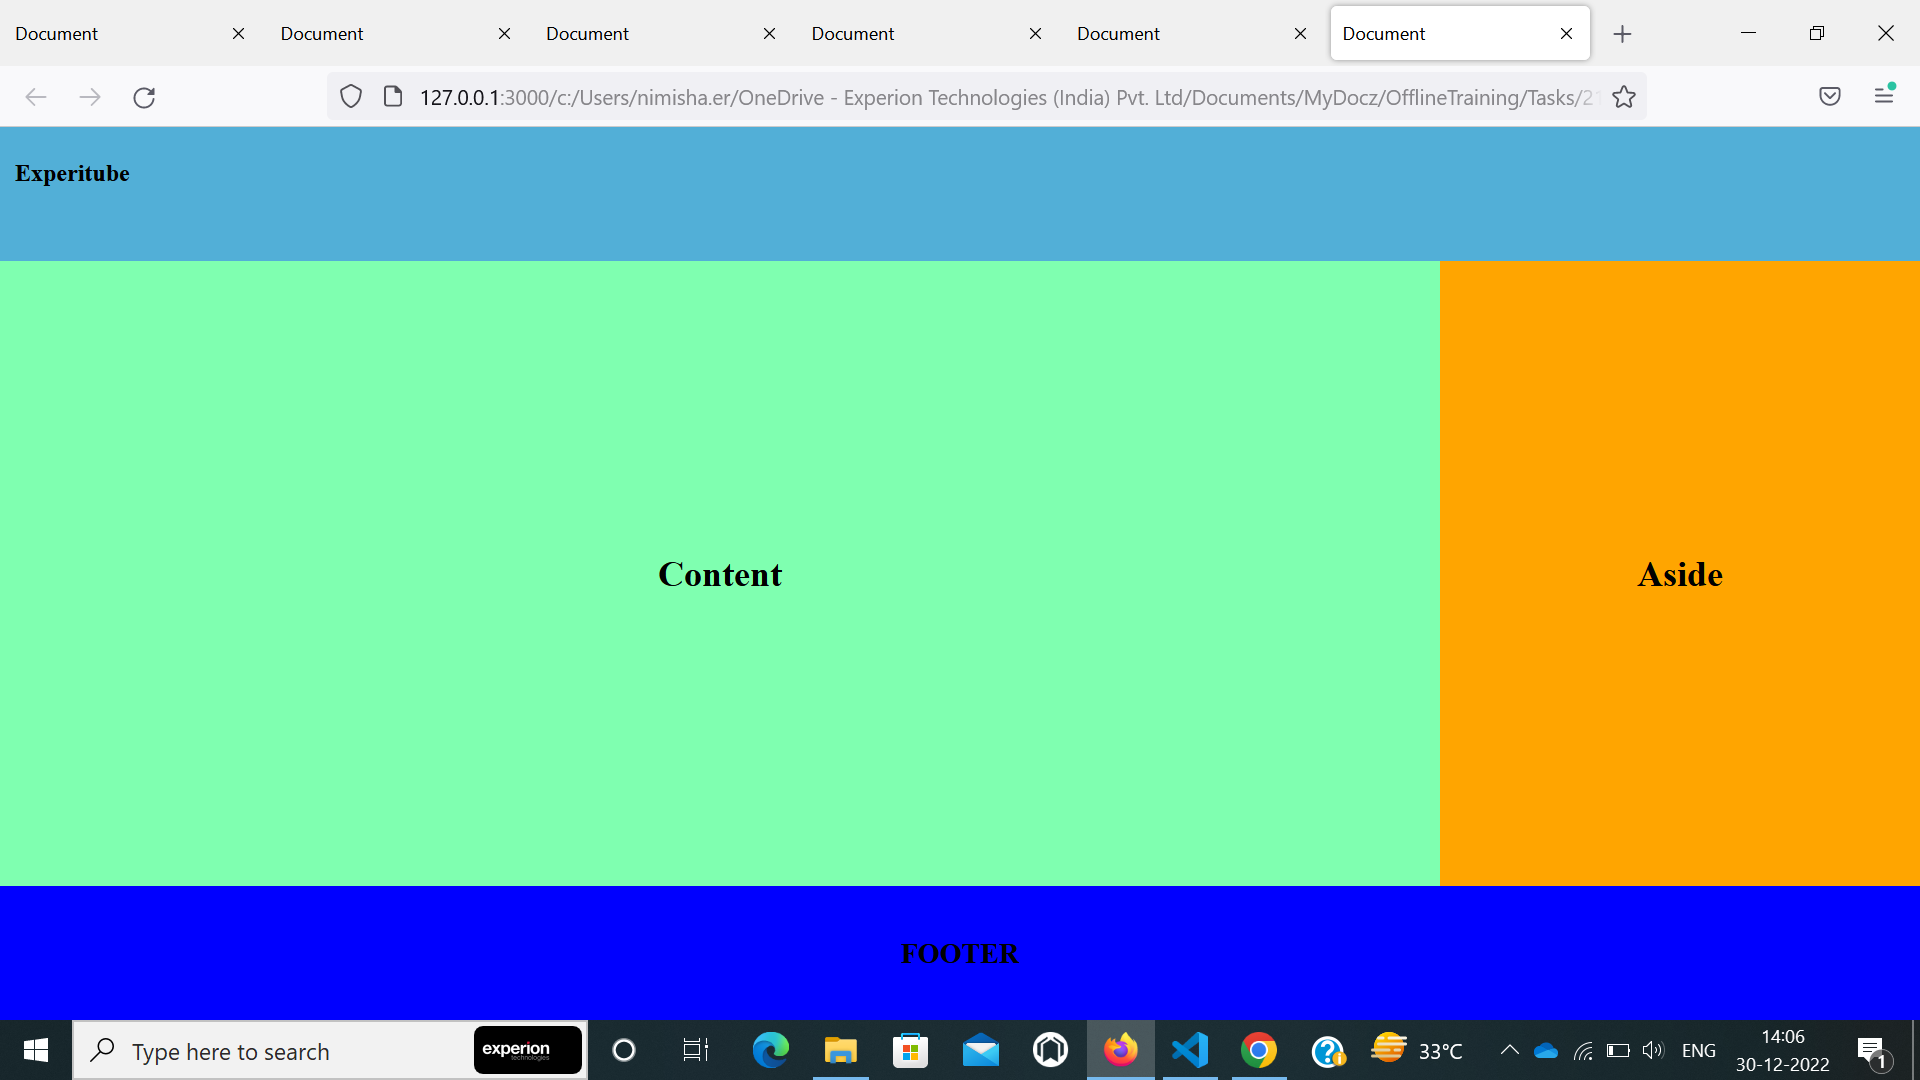 Document
Document
Document
Document
Document
Document
127.0.0.1:3000/c:/Users/nimisha.er/OneDrive - Experion Technologies (India) Pvt. Ltd/Documents/MyDocz/OfflineTraining/Tasks/2
Experitube
Content
Aside
FOOTER
Type here to search
experion
technologies
33°C
ENG
14:06
30-12-2022
1